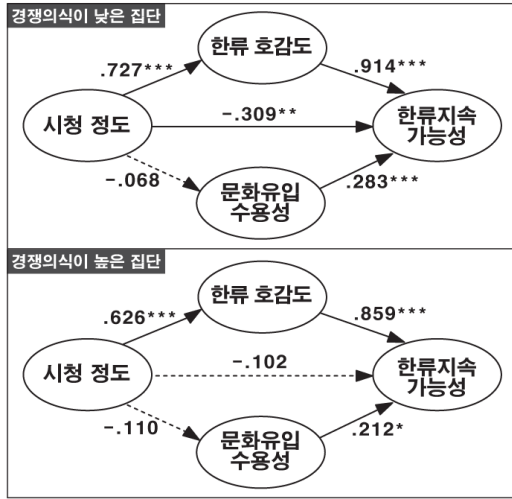 경쟁의식이 낮은 집단
한류 호감도
.727***
.914***
시청 정도
-.309**
한류지속
가능성
-.068
.283***
문화유입
수용성
경쟁의식이 높은 집단
한류 호감도
.626***
.859***
시청 정도
-.102
한류지속
가능성
-.110
.212*
문화유입
수용성